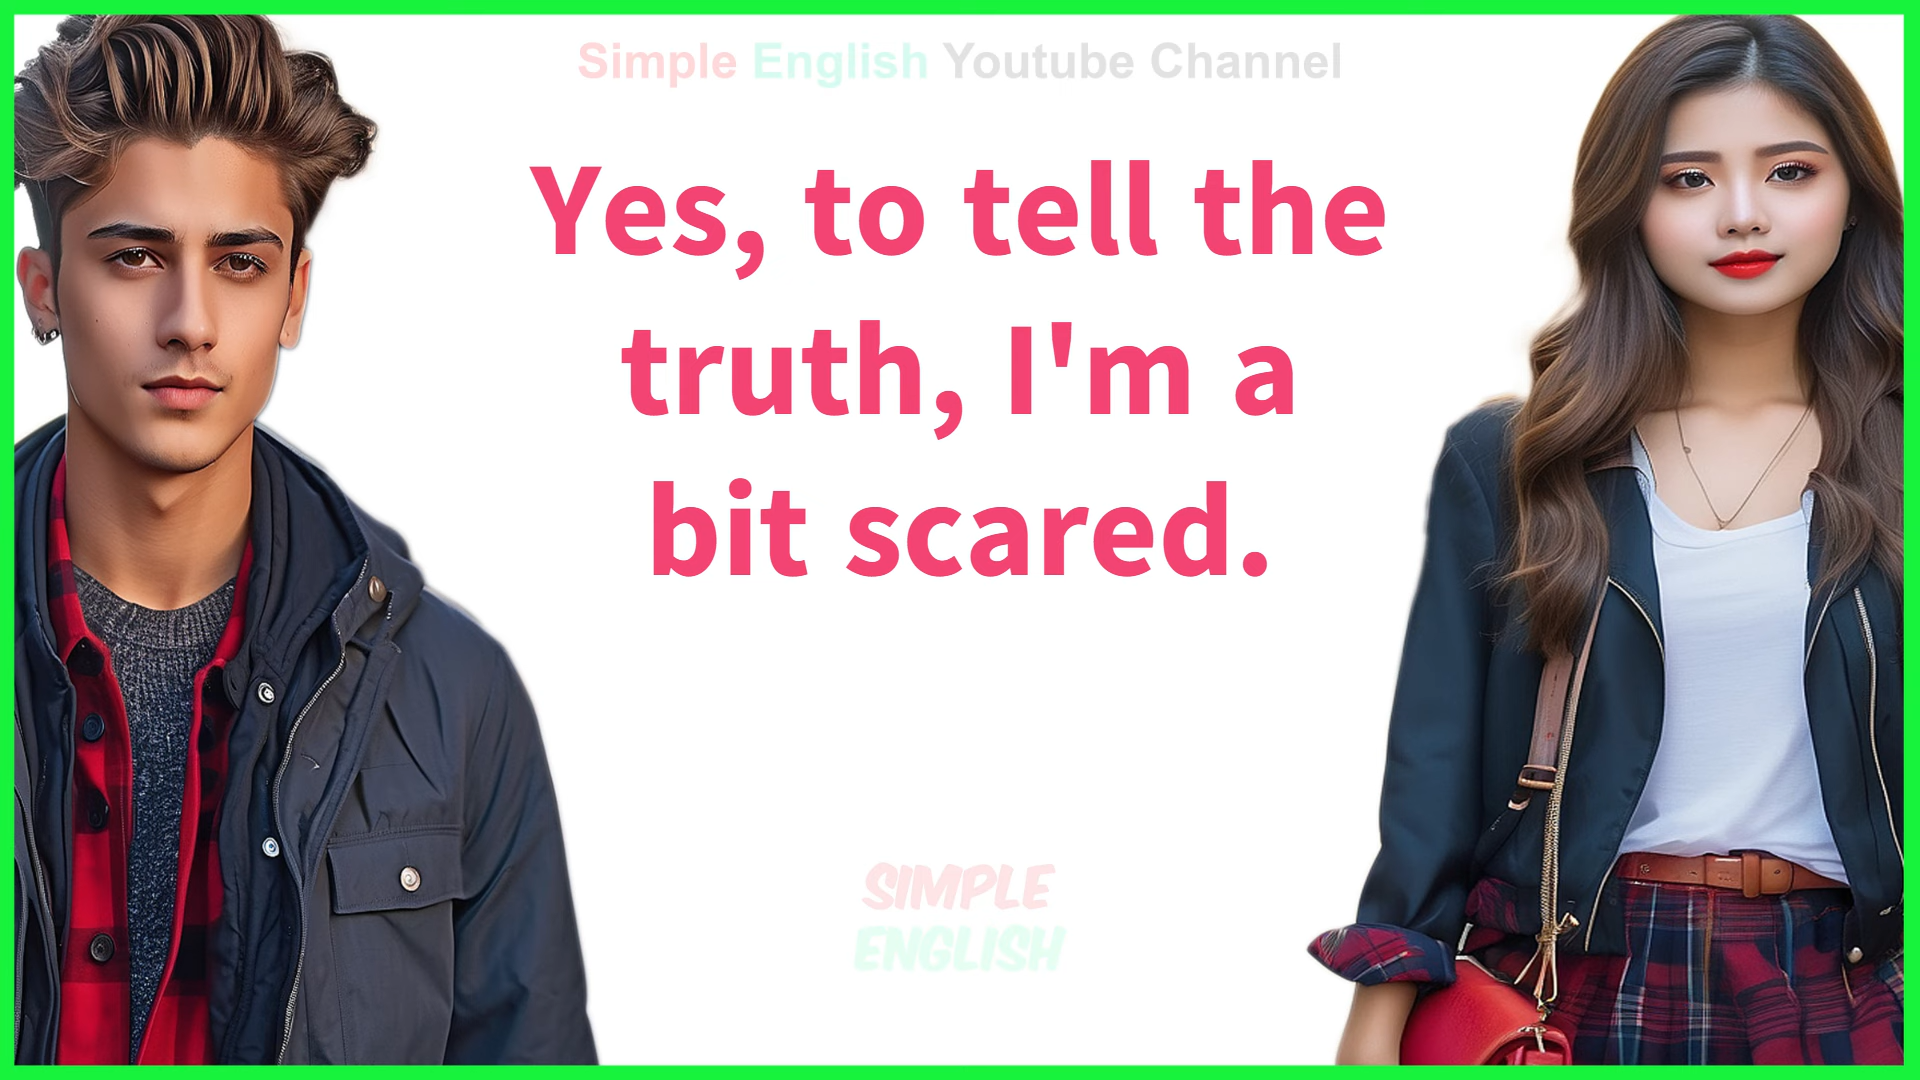 Simple English Youtube Channel
Yes, to tell the
truth, I'm a
bit scared.
SIMPLE
ENGLISH